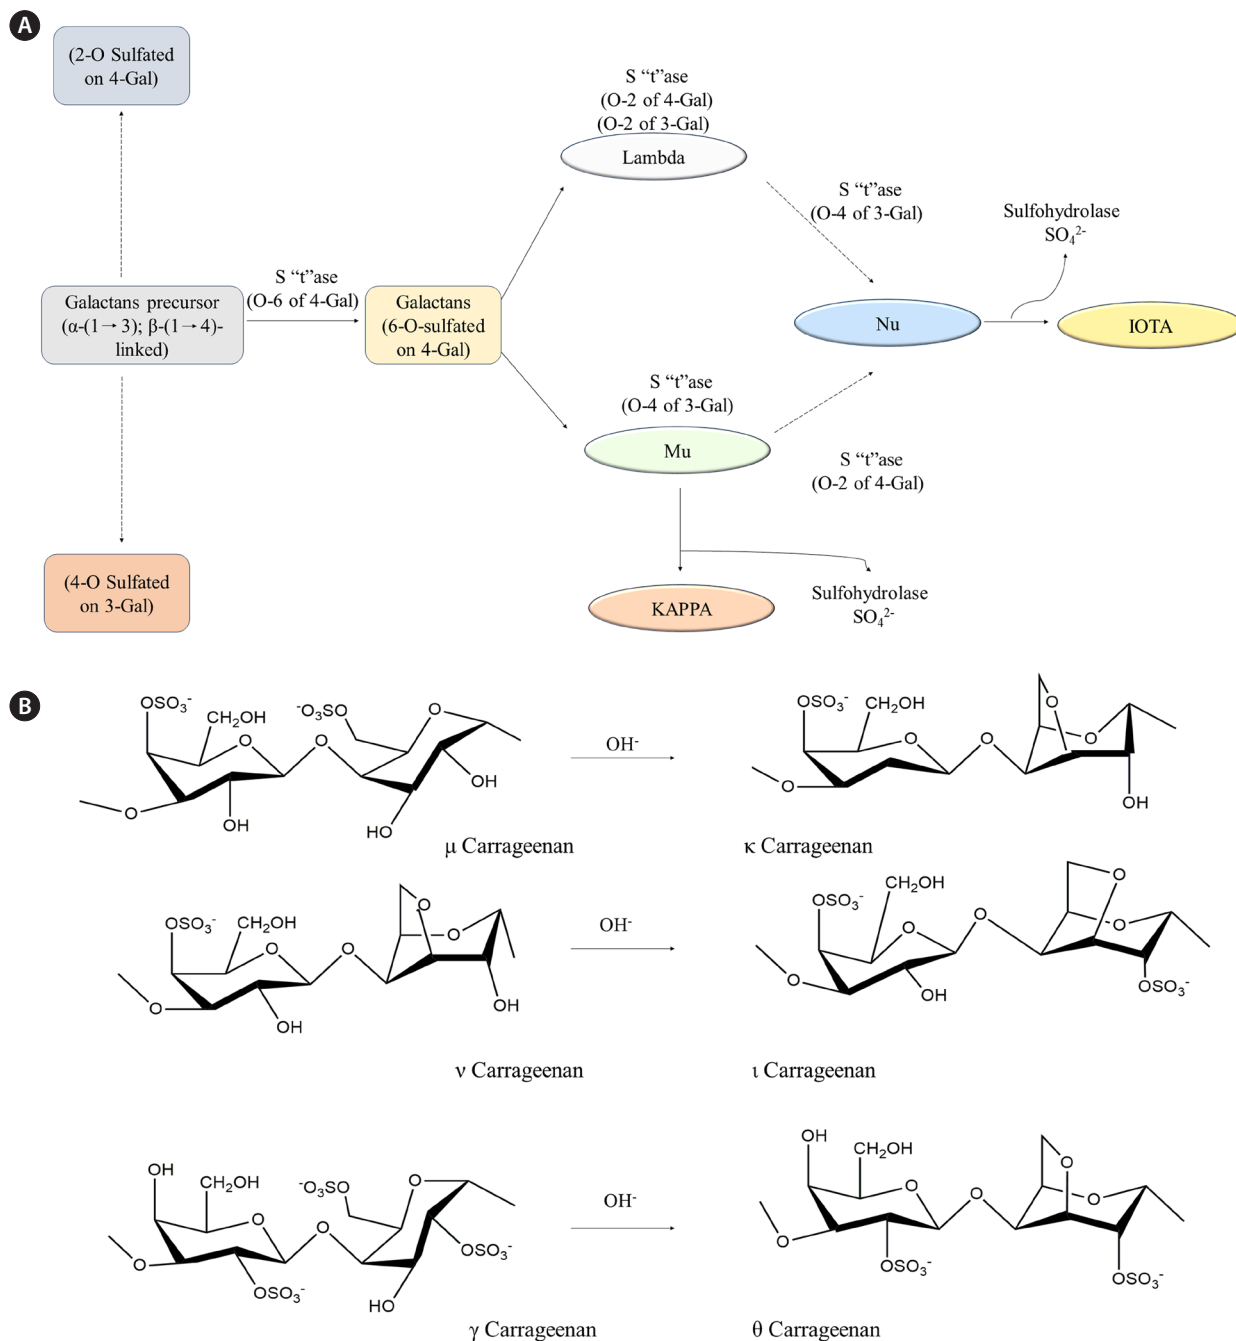 A
(2-O Sulfated
on 4-Gal)
S “t”ase
(O-2 of 4-Gal)
(O-2 of 3-Gal)
Lambda
S “t”ase
(O-4 of 3-Gal)
Sulfohydrolase
SO₄²⁻
Galactans precursor
(α-(1→3); β-(1→4)-
linked)
S “t”ase
(O-6 of 4-Gal)
Galactans
(6-O-sulfated
on 4-Gal)
Nu
IOTA
S “t”ase
(O-4 of 3-Gal)
Mu
S “t”ase
(O-2 of 4-Gal)
(4-O Sulfated
on 3-Gal)
KAPPA
Sulfohydrolase
SO₄²⁻
B
OSO₃⁻
CH₂OH
O
O
O
OH
⁻O₃SO
O
OH
HO
μ Carrageenan
OH⁻
OSO₃⁻
CH₂OH
O
O
O
O
O
OH
κ Carrageenan
OSO₃⁻
CH₂OH
O
O
O
OH
O
O
OH
ν Carrageenan
OH⁻
OSO₃⁻
CH₂OH
O
O
O
OH
O
O
OSO₃⁻
ι Carrageenan
OH
CH₂OH
O
O
O
OSO₃⁻
⁻O₃SO
O
OSO₃⁻
HO
γ Carrageenan
OH⁻
OH
CH₂OH
O
O
O
OSO₃⁻
O
O
OSO₃⁻
θ Carrageenan